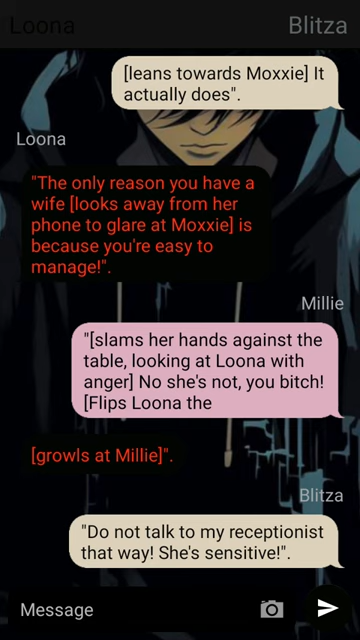 Loona Blitza
[leans towards Moxxie] It
actually does".
Loona
"The only reason you have a
wife [looks away from her
phone to glare at Moxxie] is
because you're easy to
manage!".
Millie
"[slams her hands against the
table, looking at Loona with
anger] No she's not, you bitch!
[Flips Loona the
[growls at Millie]".
Blitza
"Do not talk to my receptionist
that way! She's sensitive!".
Message